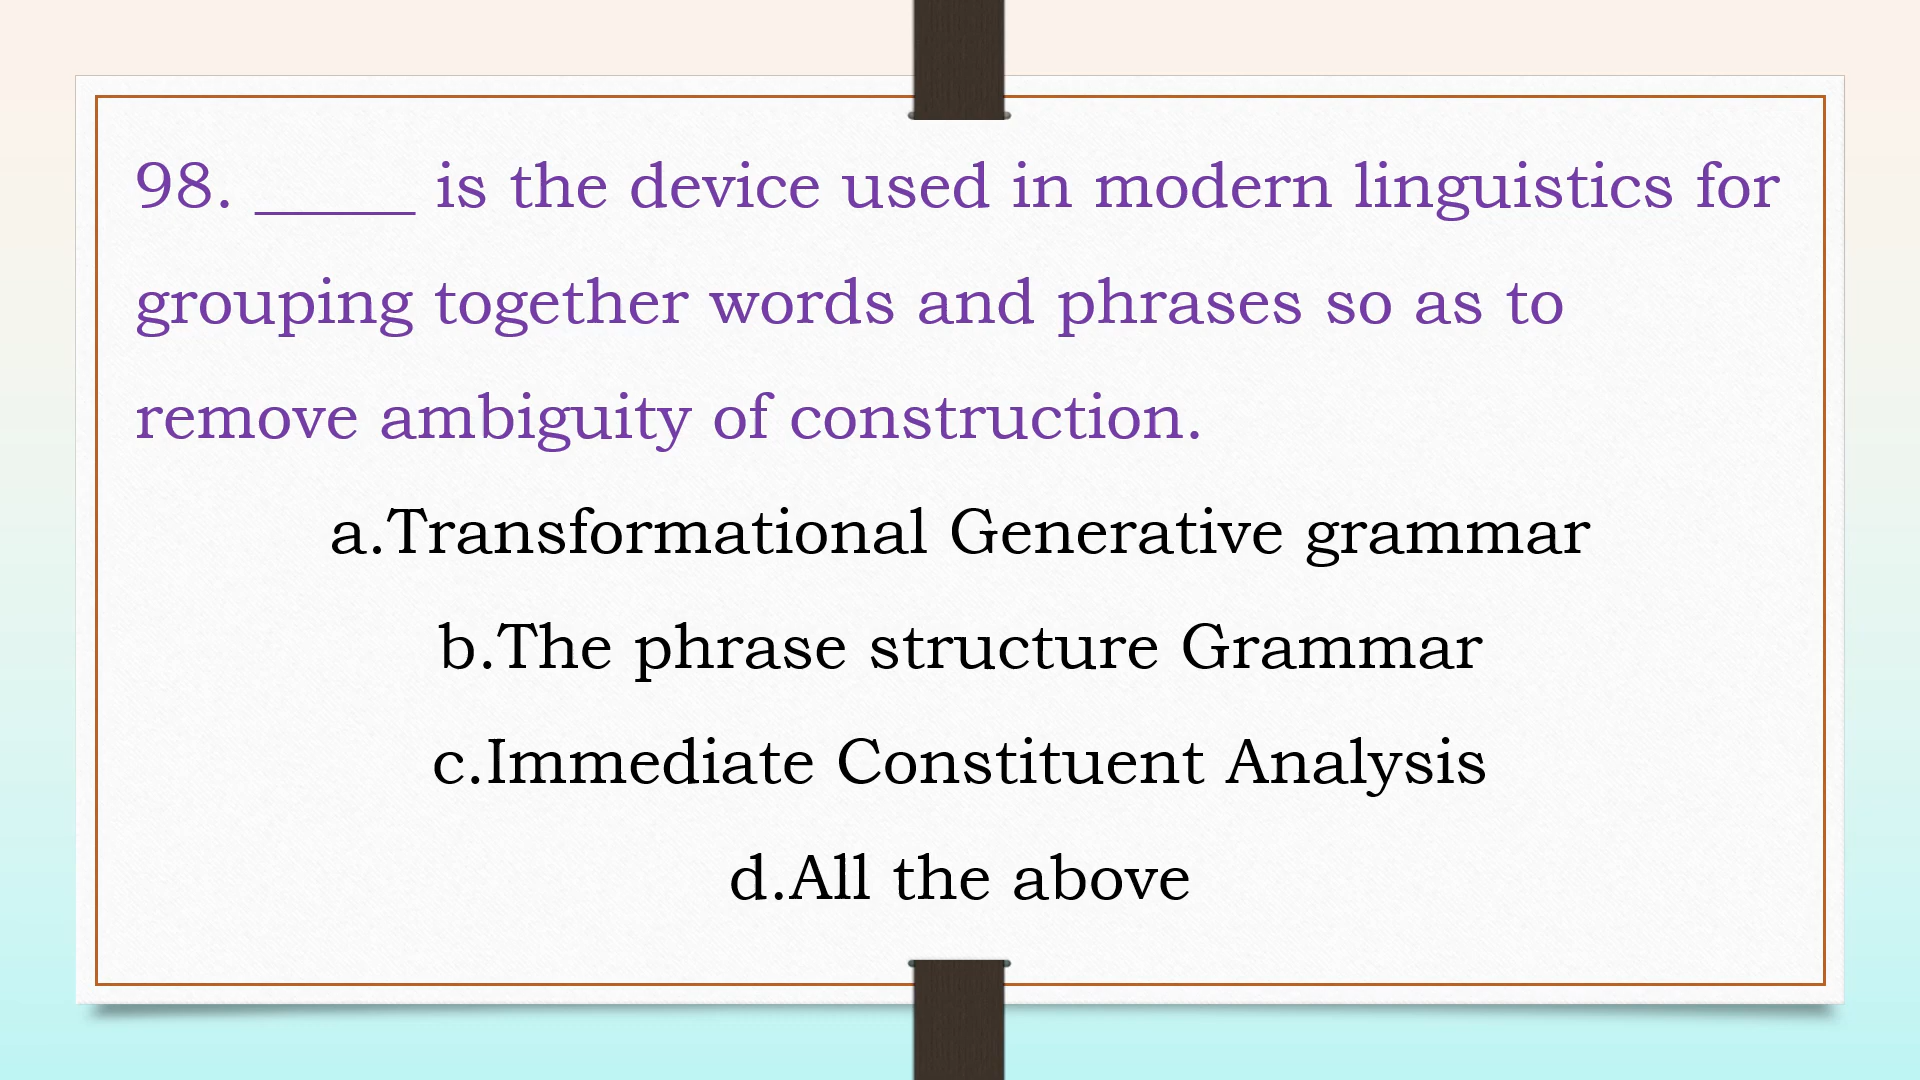 98. _____ is the device used in modern linguistics for
grouping together words and phrases so as to
remove ambiguity of construction.
a.Transformational Generative grammar
b.The phrase structure Grammar
c.Immediate Constituent Analysis
d.All the above